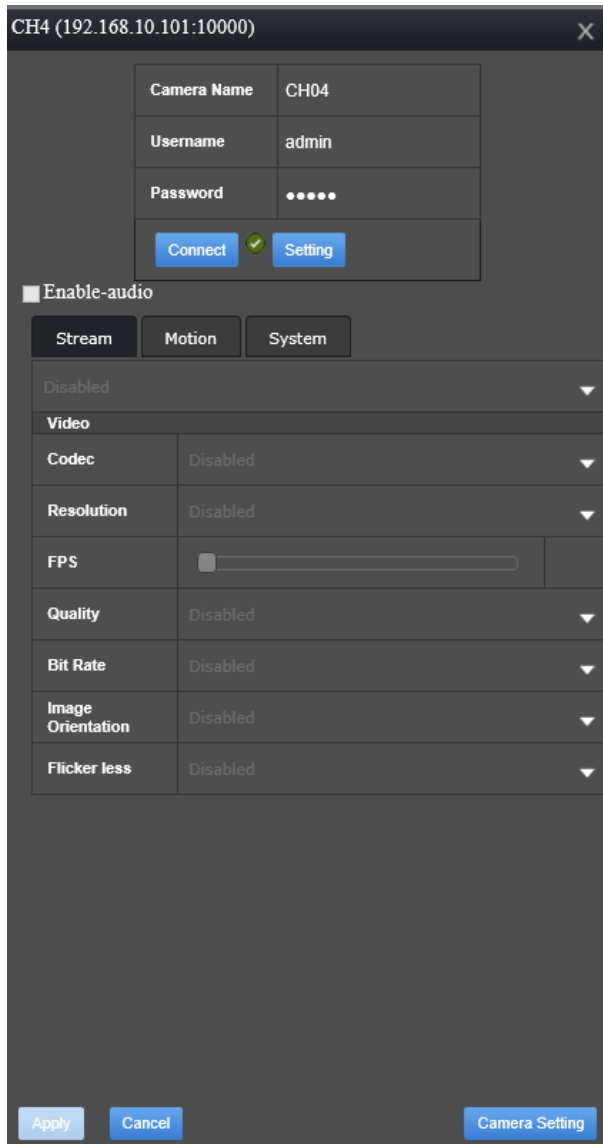 CH4 (192.168.10.101:10000)
X
Camera Name CH04
Username admin
Password •••••
Connect Setting
Enable-audio
Stream Motion System
Disabled
Video
Codec Disabled
Resolution Disabled
FPS
Quality Disabled
Bit Rate Disabled
Image
Orientation Disabled
Flicker less Disabled
Apply Cancel Camera Setting